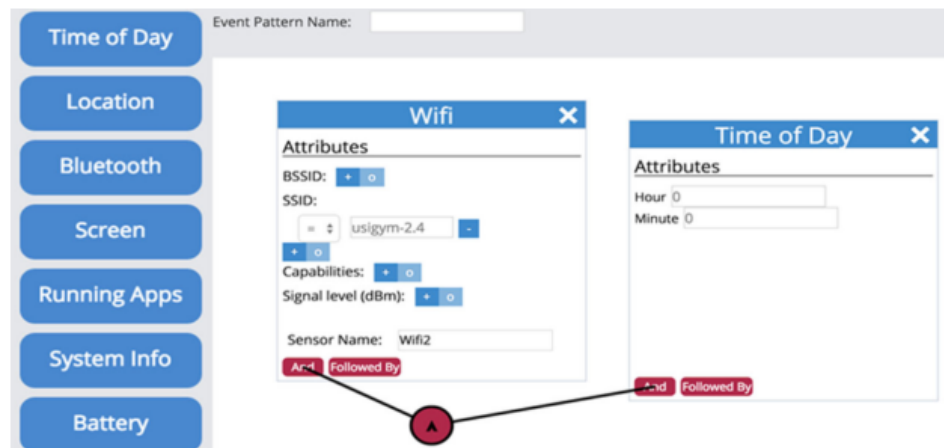 Event Pattern Name:
Time of Day
Location
Bluetooth
Screen
Running Apps
System Info
Battery
Wifi
Attributes
BSSID: + o
SSID:
= usigym-2.4 -
+ o
Capabilities: + o
Signal level (dBm): + o
Sensor Name: Wifi2
And Followed By
Time of Day
Attributes
Hour 0
Minute 0
And Followed By
A